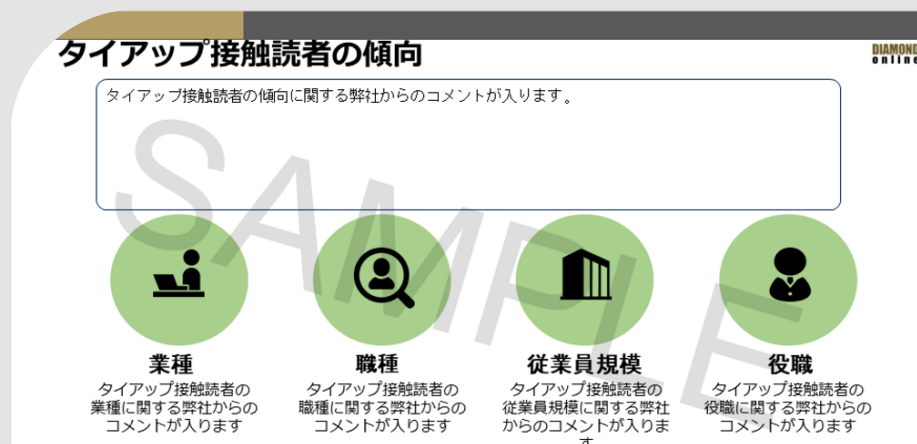 タイアップ接触読者の傾向
DIAMOND
online
タイアップ接触読者の傾向に関する弊社からのコメントが入ります。
SAMPLE
業種
タイアップ接触読者の
業種に関する弊社からの
コメントが入ります
職種
タイアップ接触読者の
職種に関する弊社からの
コメントが入ります
従業員規模
タイアップ接触読者の
従業員規模に関する弊社
からのコメントが入りま
す
役職
タイアップ接触読者の
役職に関する弊社からの
コメントが入ります